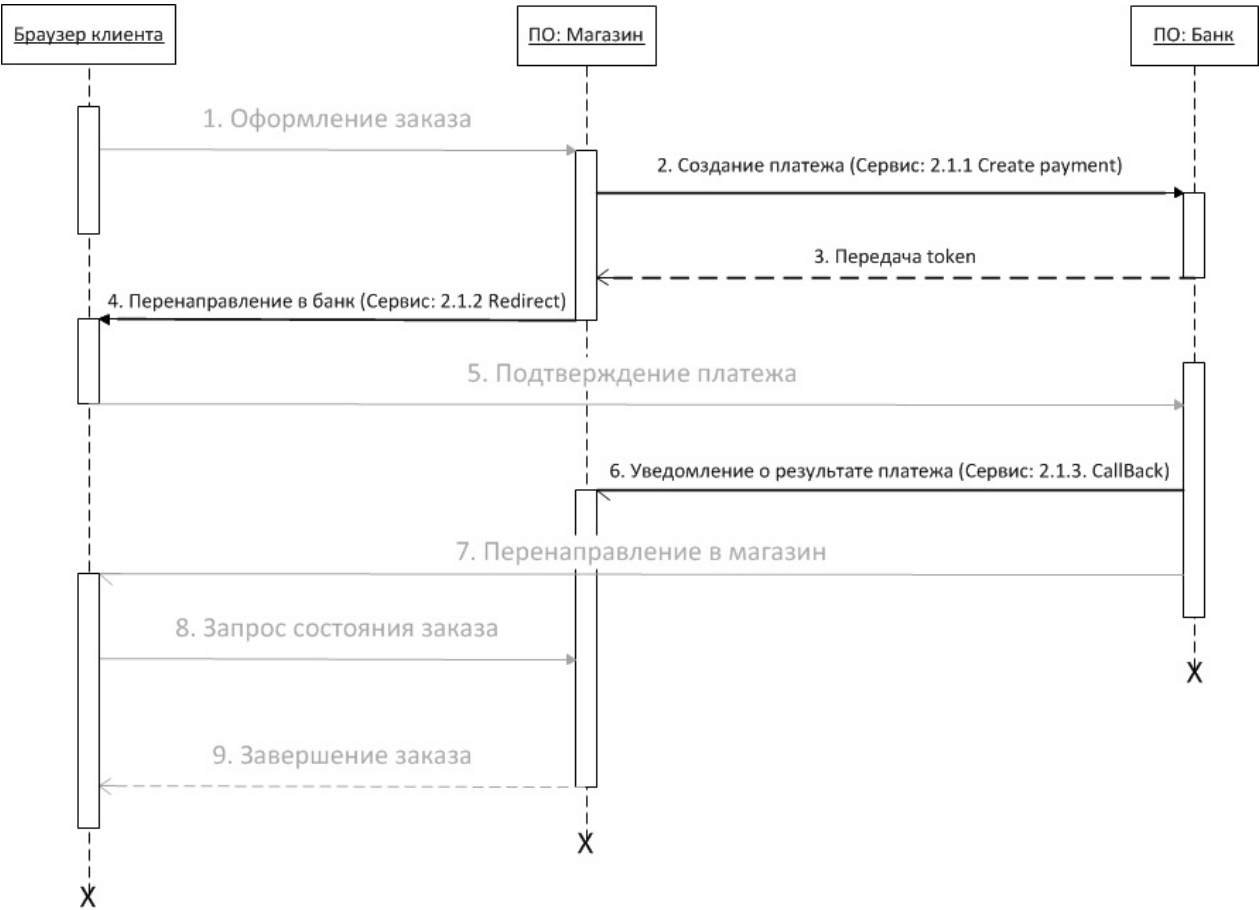 Браузер клиента
ПО: Магазин
ПО: Банк
1. Оформление заказа
2. Создание платежа (Сервис: 2.1.1 Create payment)
3. Передача token
4. Перенаправление в банк (Сервис: 2.1.2 Redirect)
5. Подтверждение платежа
6. Уведомление о результате платежа (Сервис: 2.1.3. CallBack)
7. Перенаправление в магазин
8. Запрос состояния заказа
9. Завершение заказа